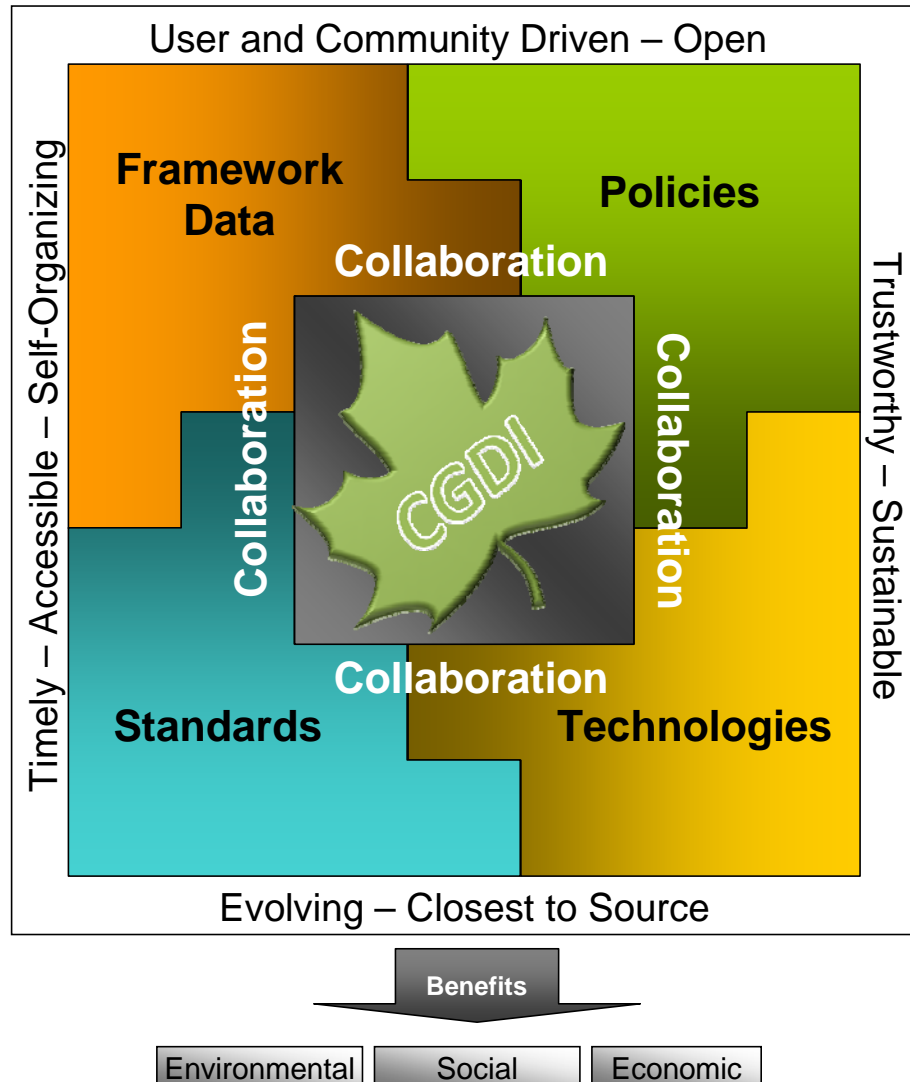 User and Community Driven – Open
Timely – Accessible – Self-Organizing
Framework
Data
Policies
Collaboration
Collaboration
CGDI
Collaboration
Trustworthy – Sustainable
Collaboration
Standards
Technologies
Evolving – Closest to Source
Benefits
Environmental
Social
Economic